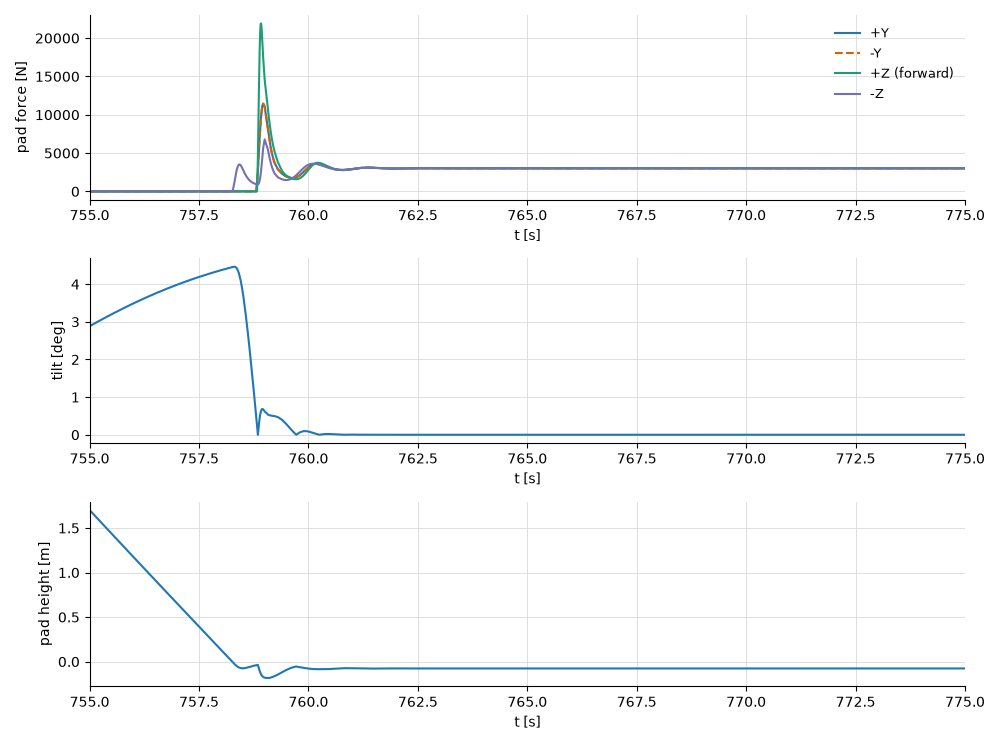 20000
15000
10000
5000
0
pad force [N]
+Y
-Y
+Z (forward)
-Z
755.0 757.5 760.0 762.5 765.0 767.5 770.0 772.5 775.0
t [s]
4
3
2
1
0
tilt [deg]
755.0 757.5 760.0 762.5 765.0 767.5 770.0 772.5 775.0
t [s]
1.5
1.0
0.5
0.0
pad height [m]
755.0 757.5 760.0 762.5 765.0 767.5 770.0 772.5 775.0
t [s]